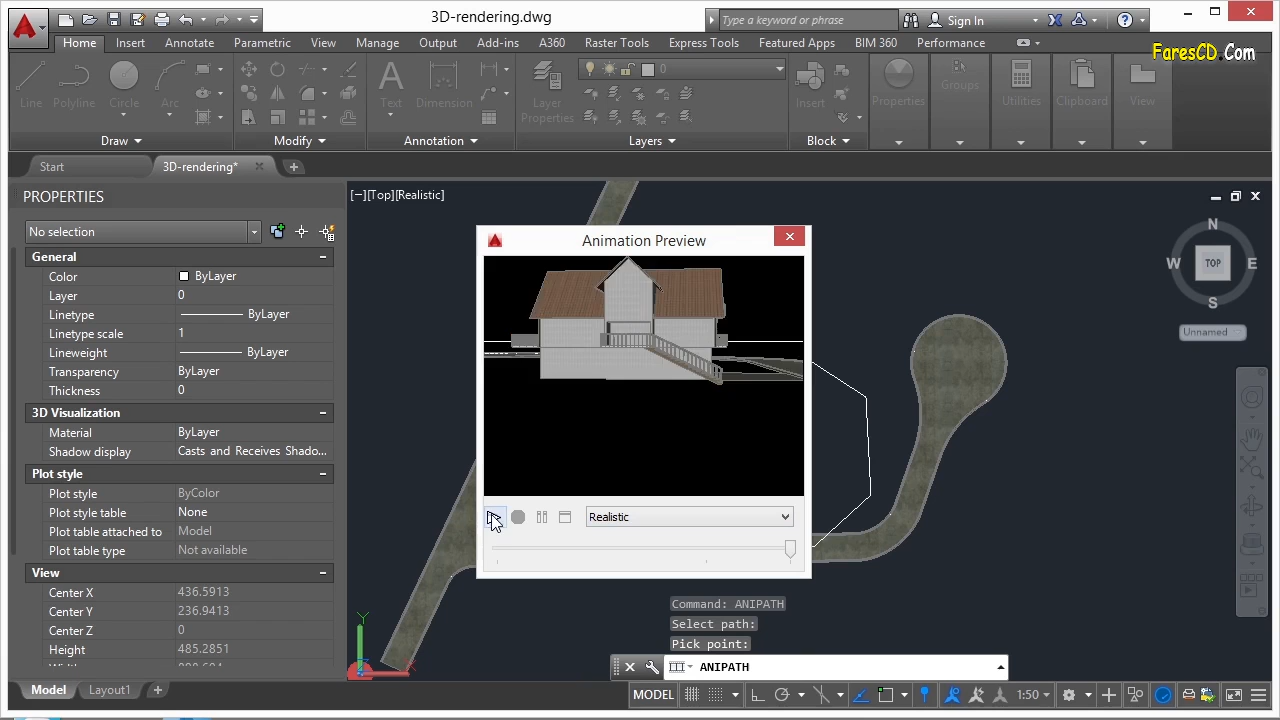 3D-rendering.dwg
Type a keyword or phrase
Sign In
Home Insert Annotate Parametric View Manage Output Add-ins A360 Raster Tools Express Tools Featured Apps BIM 360 Performance
FaresCD.Com
Line Polyline Circle Arc
Text Dimension
Layer Properties
0
Insert
Properties
Groups
Utilities
Clipboard
View
Draw Modify Annotation Layers Block
Start 3D-rendering*
PROPERTIES
[−][Top][Realistic]
No selection
General
Color ByLayer
Layer 0
Linetype ByLayer
Linetype scale 1
Lineweight ByLayer
Transparency ByLayer
Thickness 0
3D Visualization
Material ByLayer
Shadow display Casts and Receives Shado...
Plot style
Plot style ByColor
Plot style table None
Plot table attached to Model
Plot table type Not available
View
Center X 436.5913
Center Y 236.9413
Center Z 0
Height 485.2851
Animation Preview
Realistic
N
W TOP E
S
Unnamed
Y
X
Command: ANIPATH
Select path:
Pick point:
ANIPATH
Model Layout1
MODEL
1:50